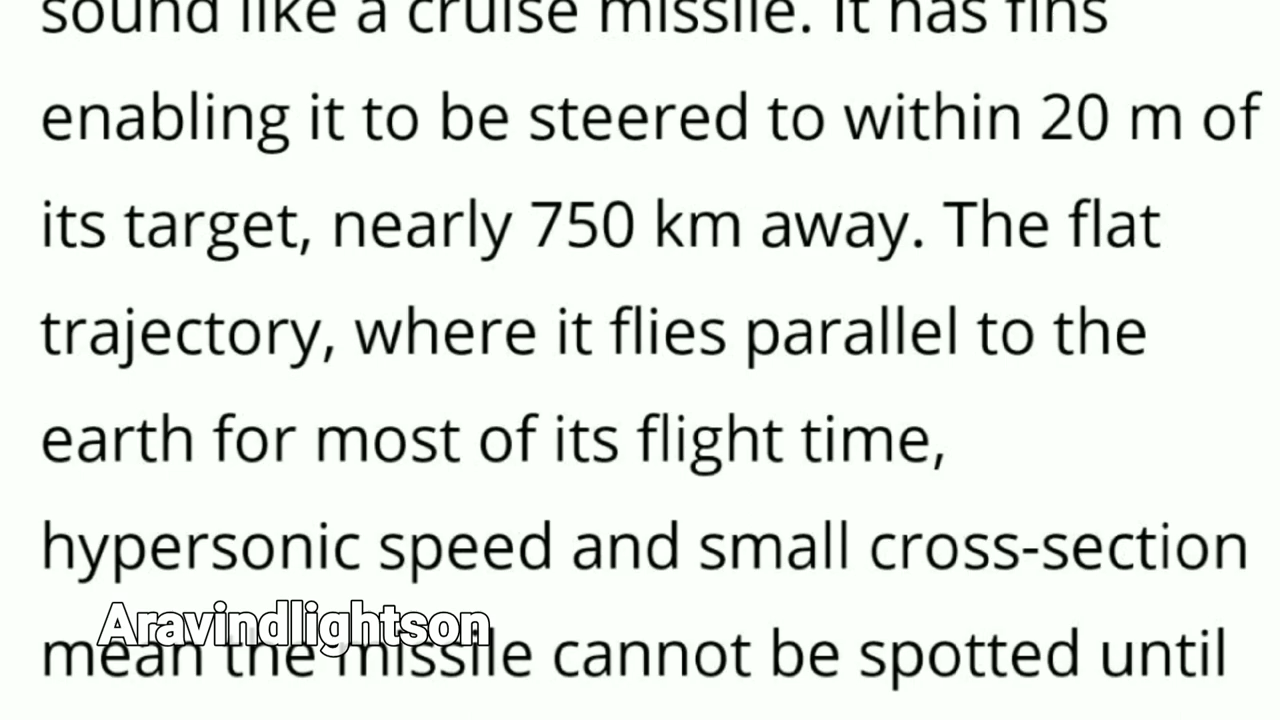 sound like a cruise missile. It has fins
enabling it to be steered to within 20 m of
its target, nearly 750 km away. The flat
trajectory, where it flies parallel to the
earth for most of its flight time,
hypersonic speed and small cross-section
Aravindlightson
mean the missile cannot be spotted until